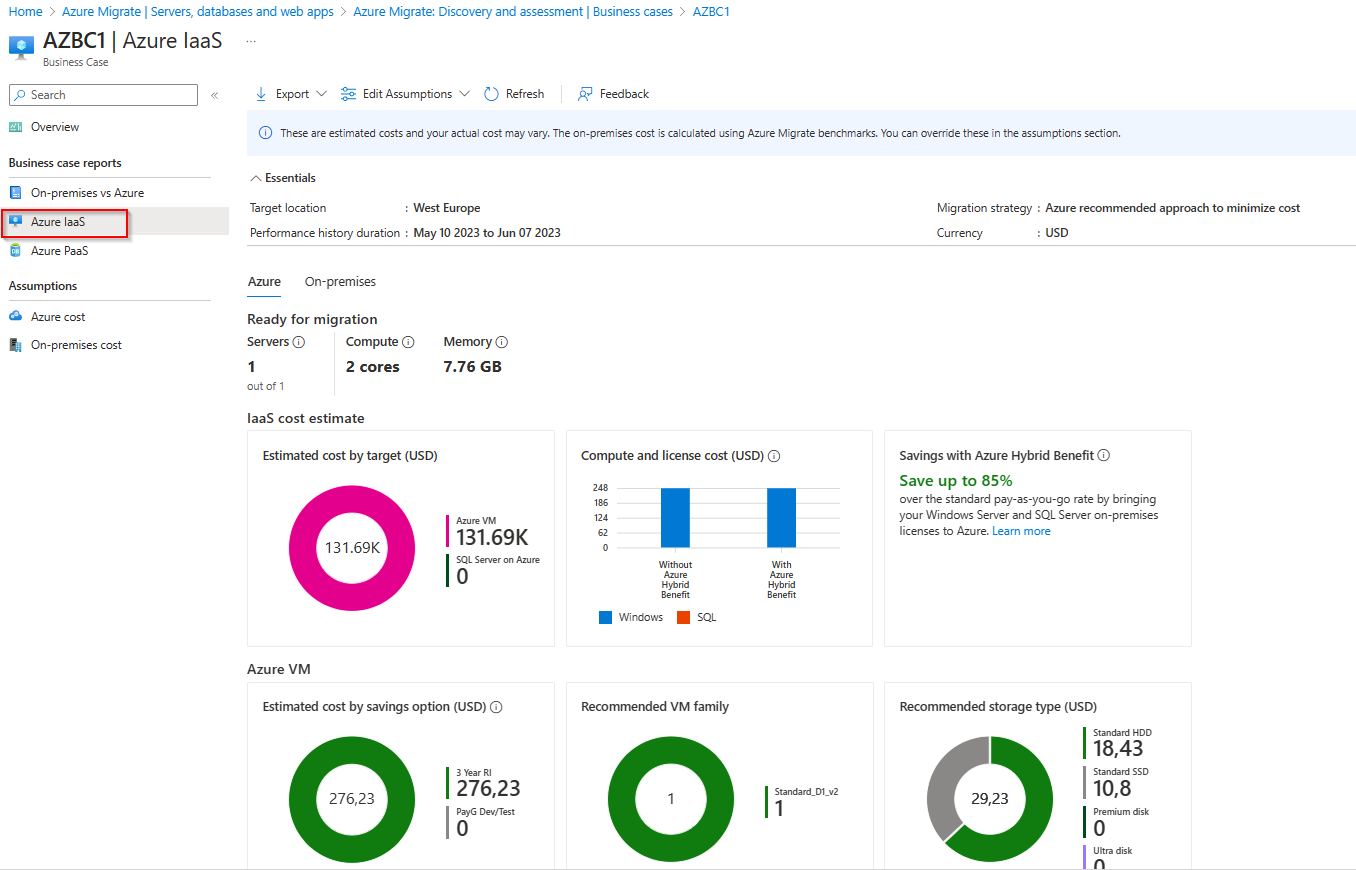 Home > Azure Migrate | Servers, databases and web apps > Azure Migrate: Discovery and assessment | Business cases > AZBC1
AZBC1 | Azure IaaS ...
Business Case
Search «
Overview
Business case reports
On-premises vs Azure
Azure IaaS
Azure PaaS
Assumptions
Azure cost
On-premises cost
Export Edit Assumptions Refresh Feedback
These are estimated costs and your actual cost may vary. The on-premises cost is calculated using Azure Migrate benchmarks. You can override these in the assumptions section.
Essentials
Target location : West Europe
Performance history duration : May 10 2023 to Jun 07 2023
Migration strategy : Azure recommended approach to minimize cost
Currency : USD
Azure On-premises
Ready for migration
Servers
1
out of 1
Compute
2 cores
Memory
7.76 GB
IaaS cost estimate
Estimated cost by target (USD)
131.69K
Azure VM
131.69K
SQL Server on Azure
0
Compute and license cost (USD)
248
186
124
62
0
Without
Azure
Hybrid
Benefit
With
Azure
Hybrid
Benefit
Windows SQL
Savings with Azure Hybrid Benefit
Save up to 85%
over the standard pay-as-you-go rate by bringing
your Windows Server and SQL Server on-premises
licenses to Azure. Learn more
Azure VM
Estimated cost by savings option (USD)
276,23
3 Year RI
276,23
PayG Dev/Test
0
Recommended VM family
1
Standard_D1_v2
1
Recommended storage type (USD)
29,23
Standard HDD
18,43
Standard SSD
10,8
Premium disk
0
Ultra disk
0